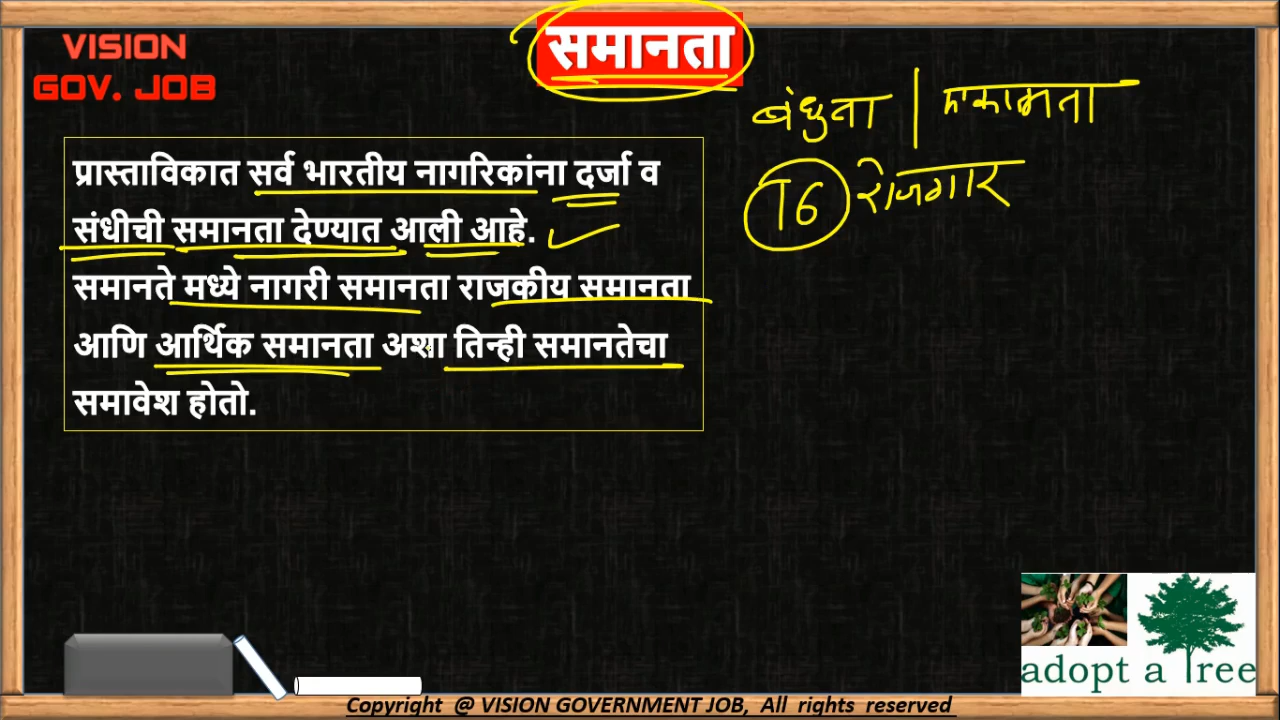 समानता
VISION
GOV. JOB
बंधुता | एकात्मता
16 रोजगार
प्रास्ताविकात सर्व भारतीय नागरिकांना दर्जा व
संधीची समानता देण्यात आली आहे.
समानते मध्ये नागरी समानता राजकीय समानता
आणि आर्थिक समानता अशा तिन्ही समानतेचा
समावेश होतो.
adopt a Tree
Copyright @ VISION GOVERNMENT JOB, All rights reserved